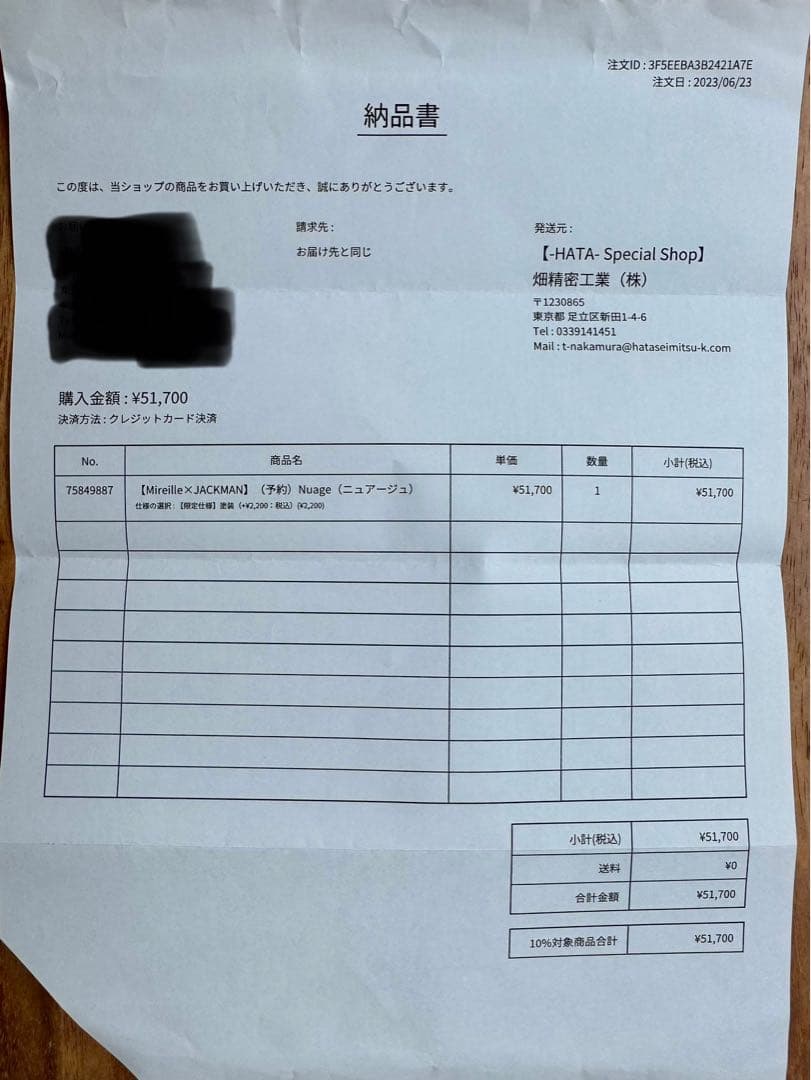 注文ID : 3F5EEBA3B2421A7E
注文日 : 2023/06/23
納品書
この度は、当ショップの商品をお買い上げいただき、誠にありがとうございます。
請求先 :
お届け先と同じ
発送元 :
【-HATA- Special Shop】
畑精密工業（株）
〒1230865
東京都 足立区新田1-4-6
Tel : 0339141451
Mail : t-nakamura@hataseimitsu-k.com
購入金額 : ¥51,700
決済方法 : クレジットカード決済
No. 商品名 単価 数量 小計(税込)
75849887 【Mireille×JACKMAN】（予約）Nuage（ニュアージュ） ¥51,700 1 ¥51,700
仕様の選択 : 【限定仕様】塗装（+¥2,200：税込）(¥2,200)
小計(税込) ¥51,700
送料 ¥0
合計金額 ¥51,700
10%対象商品合計 ¥51,700